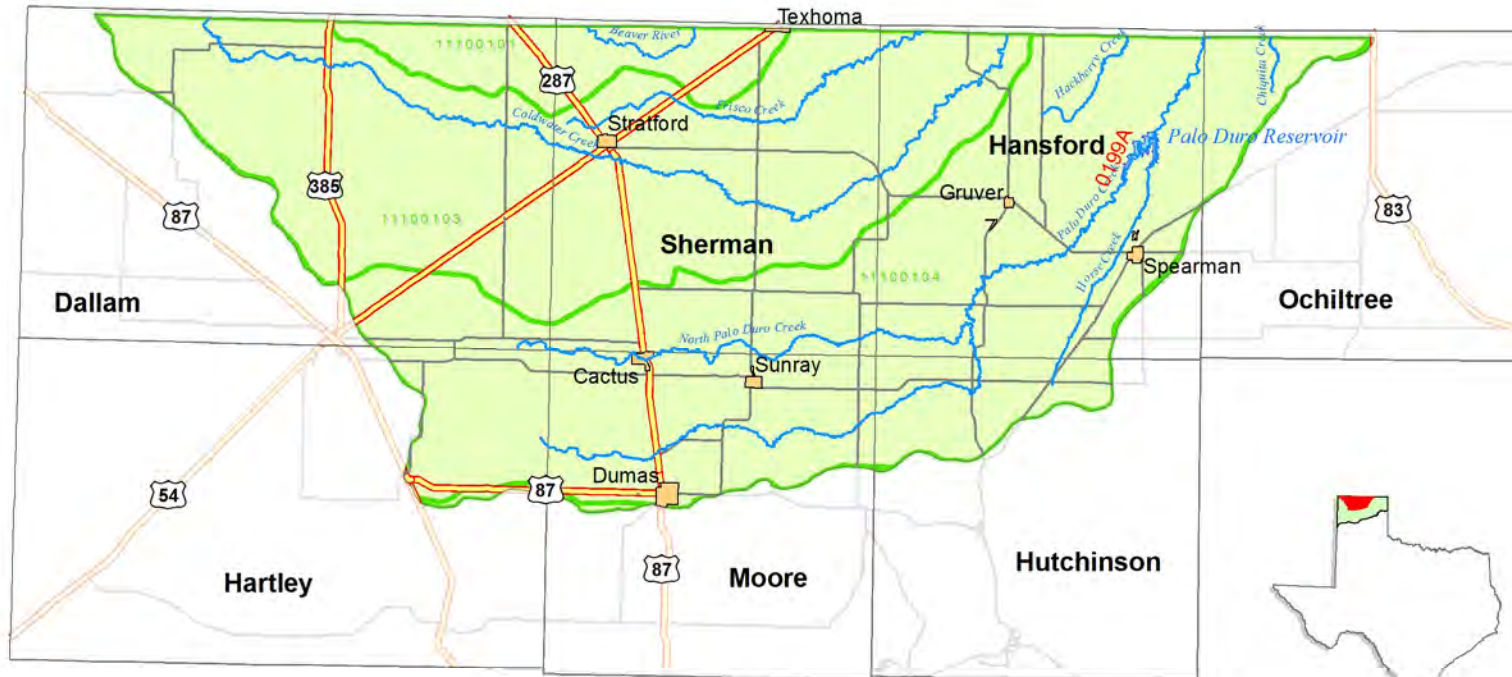 Texhoma
Beaver River
11100101
287
Hackberry Creek
Chiquita Creek
Frisco Creek
Coldwater Creek
Stratford
Hansford
0199A
Palo Duro Reservoir
385
87
Gruver
Palo Duro Creek
83
11100103
Sherman
11100104
Horse Creek
Spearman
Dallam
Ochiltree
North Palo Duro Creek
Cactus
Sunray
Dumas
54
87
87
Hartley
Moore
Hutchinson